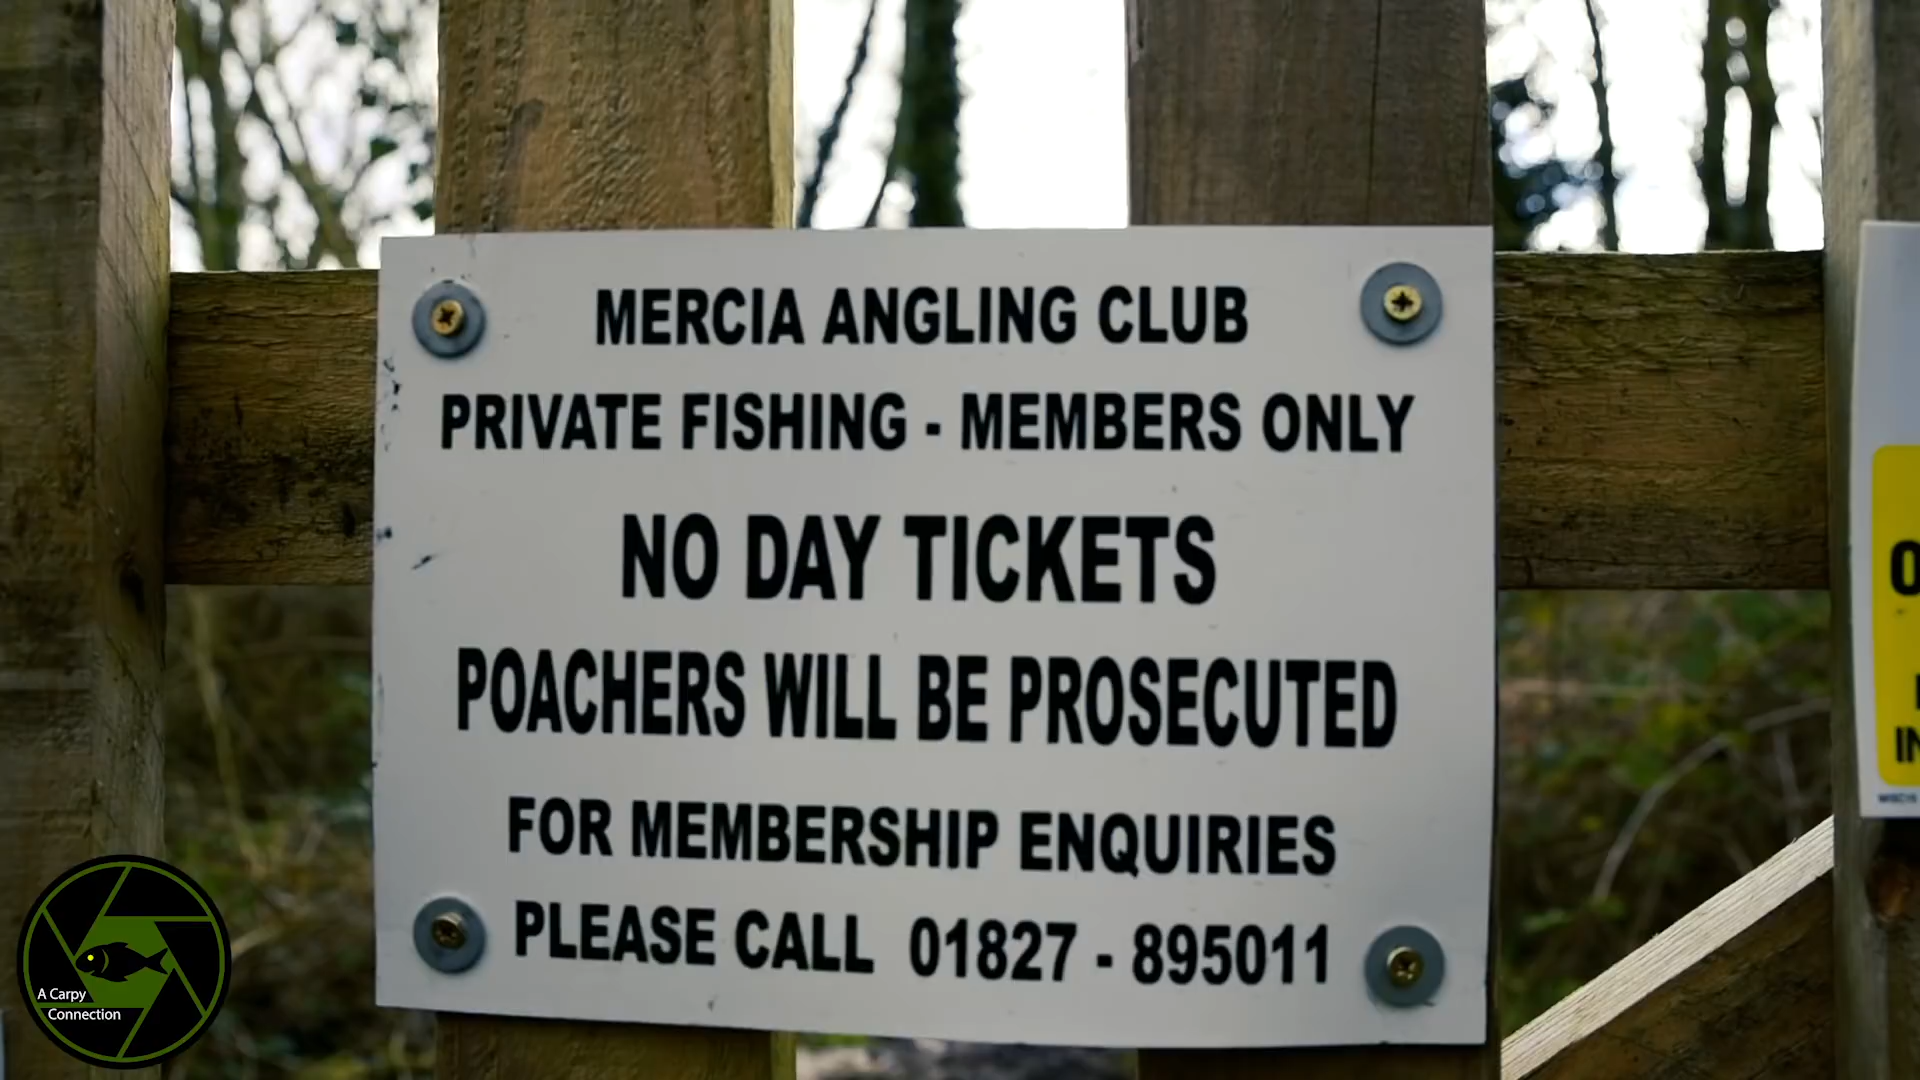 MERCIA ANGLING CLUB
PRIVATE FISHING - MEMBERS ONLY
NO DAY TICKETS
POACHERS WILL BE PROSECUTED
FOR MEMBERSHIP ENQUIRIES
PLEASE CALL 01827 - 895011
A Carpy
Connection